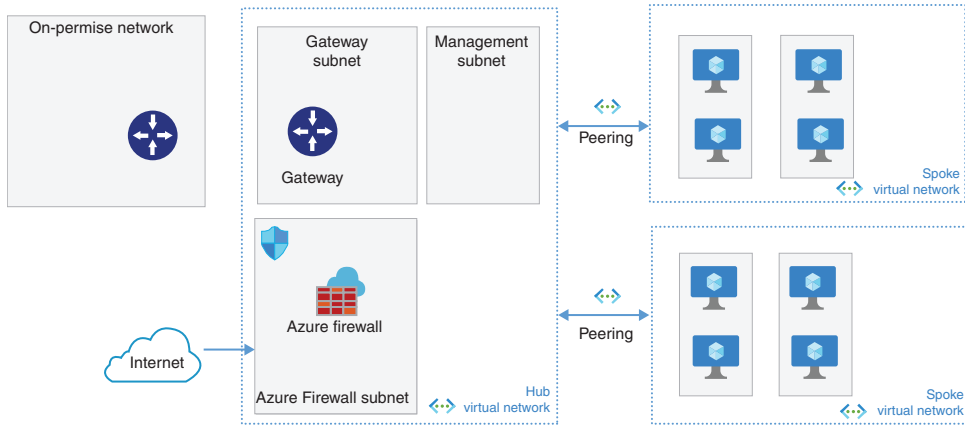 On-permise network
Gateway
subnet
Management
subnet
Gateway
Azure firewall
Azure Firewall subnet
Internet
Hub
virtual network
Peering
Spoke
virtual network
Peering
Spoke
virtual network